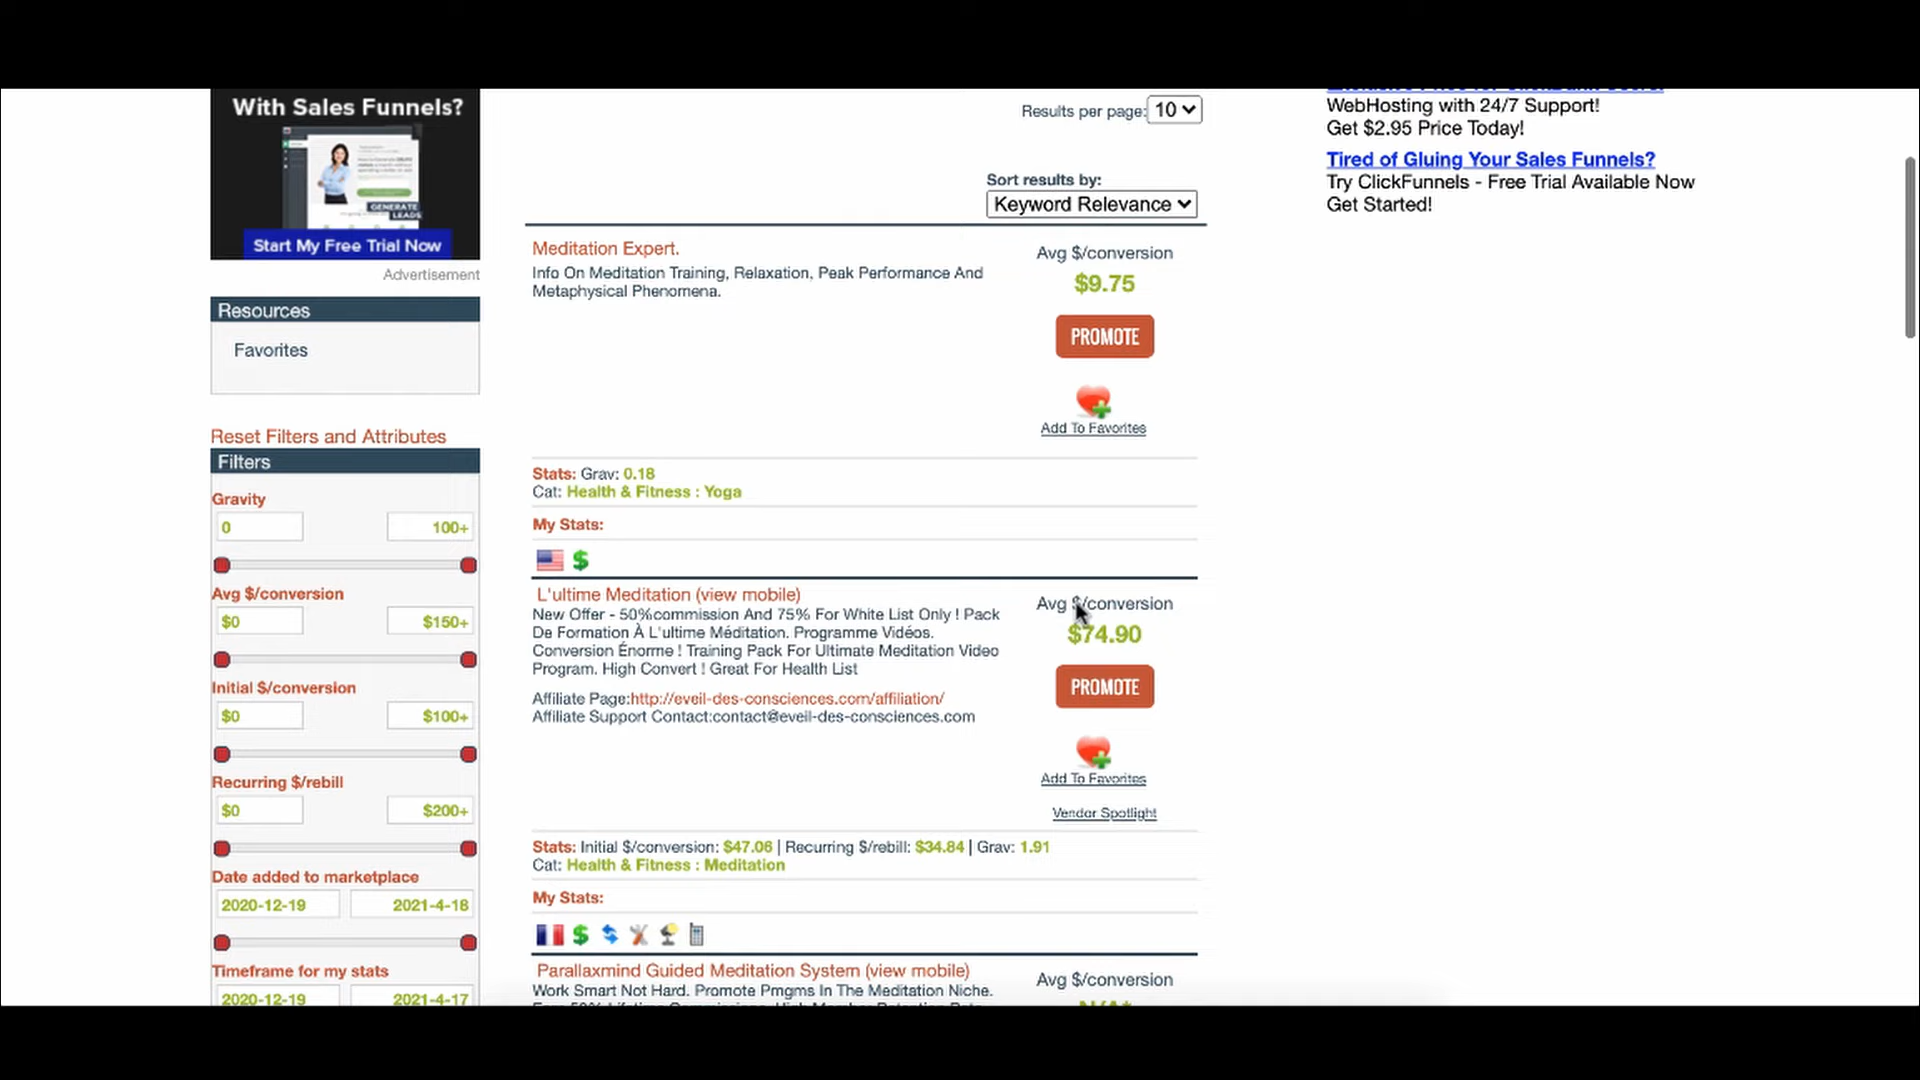 With Sales Funnels?
GENERATE
LEADS
Start My Free Trial Now
Advertisement
Resources
Favorites
Reset Filters and Attributes
Filters
Gravity
0
100+
Avg $/conversion
$0
$150+
Initial $/conversion
$0
$100+
Recurring $/rebill
$0
$200+
Date added to marketplace
2020-12-19
2021-4-18
Timeframe for my stats
2020-12-19
2021-4-17
Results per page:
10
Sort results by:
Keyword Relevance
Meditation Expert.
Info On Meditation Training, Relaxation, Peak Performance And
Metaphysical Phenomena.
Avg $/conversion
$9.75
PROMOTE
Add To Favorites
Stats: Grav: 0.18
Cat: Health & Fitness : Yoga
My Stats:
$
L'ultime Meditation (view mobile)
New Offer - 50%commission And 75% For White List Only ! Pack
De Formation À L'ultime Méditation. Programme Vidéos.
Conversion Énorme ! Training Pack For Ultimate Meditation Video
Program. High Convert ! Great For Health List
Affiliate Page:http://eveil-des-consciences.com/affiliation/
Affiliate Support Contact:contact@eveil-des-consciences.com
Avg $/conversion
$74.90
PROMOTE
Add To Favorites
Vendor Spotlight
Stats: Initial $/conversion: $47.06 | Recurring $/rebill: $34.84 | Grav: 1.91
Cat: Health & Fitness : Meditation
My Stats:
$
Parallaxmind Guided Meditation System (view mobile)
Work Smart Not Hard. Promote Pmgms In The Meditation Niche.
Avg $/conversion
WebHosting with 24/7 Support!
Get $2.95 Price Today!
Tired of Gluing Your Sales Funnels?
Try ClickFunnels - Free Trial Available Now
Get Started!